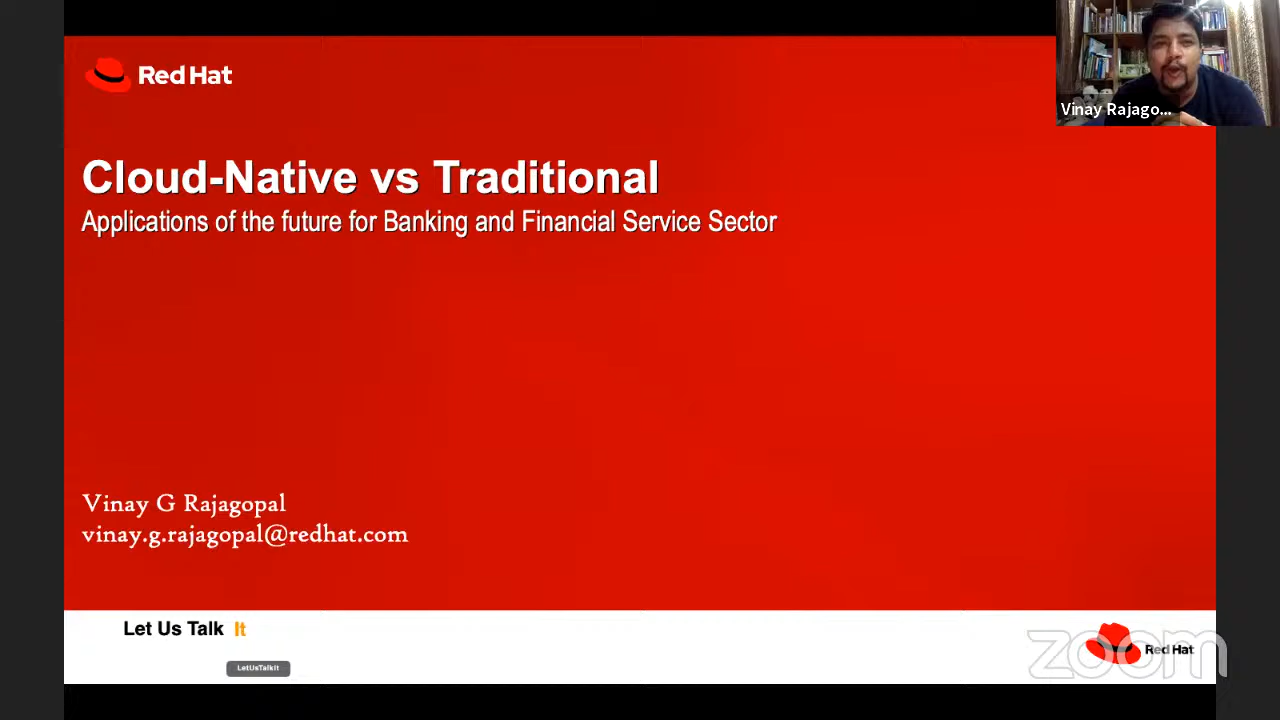 Red Hat
Vinay Rajago...
Cloud-Native vs Traditional
Applications of the future for Banking and Financial Service Sector
Vinay G Rajagopal
vinay.g.rajagopal@redhat.com
Let Us Talk It
LetUsTalkIt
zoom
Red Hat